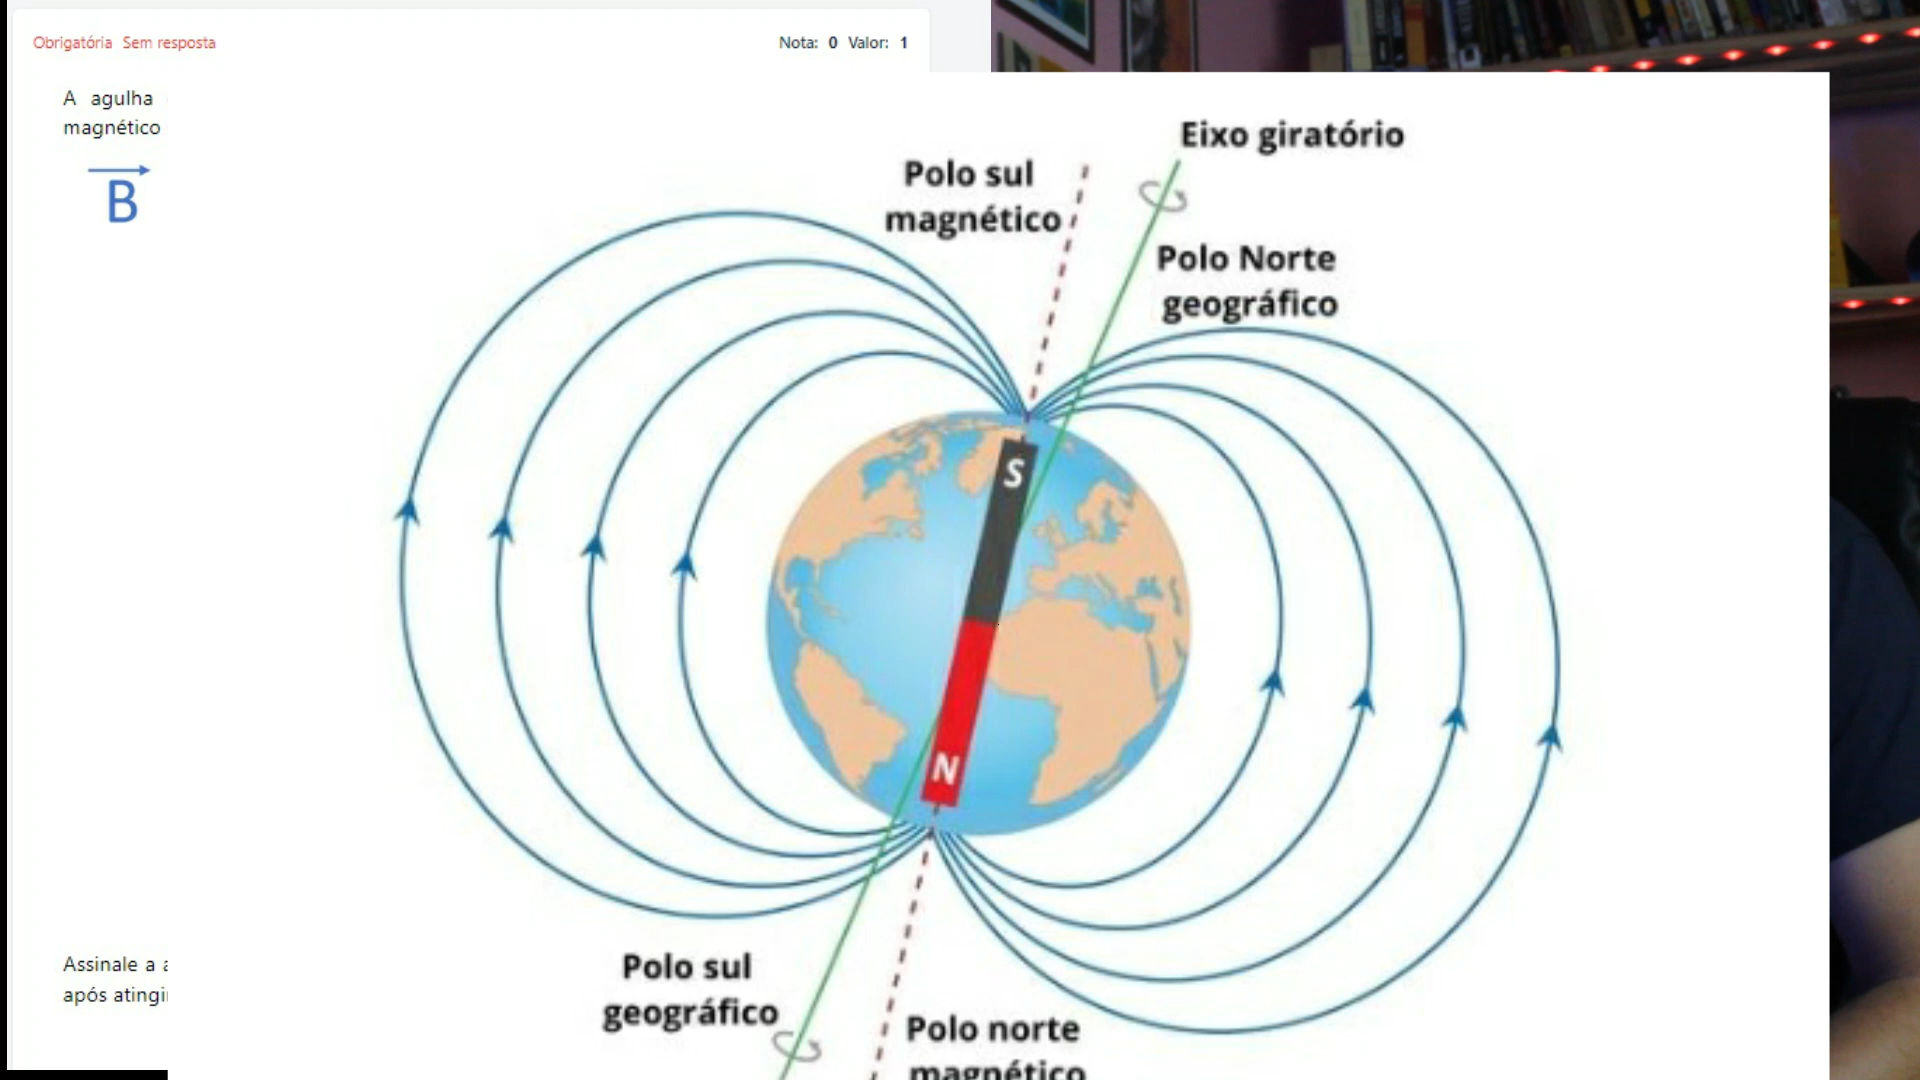 Obrigatória Sem resposta
Nota: 0 Valor: 1
A agulha
magnético
B
Eixo giratório
Polo sul
magnético
Polo Norte
geográfico
S
N
Polo sul
geográfico
Polo norte
magnético
Assinale a
após